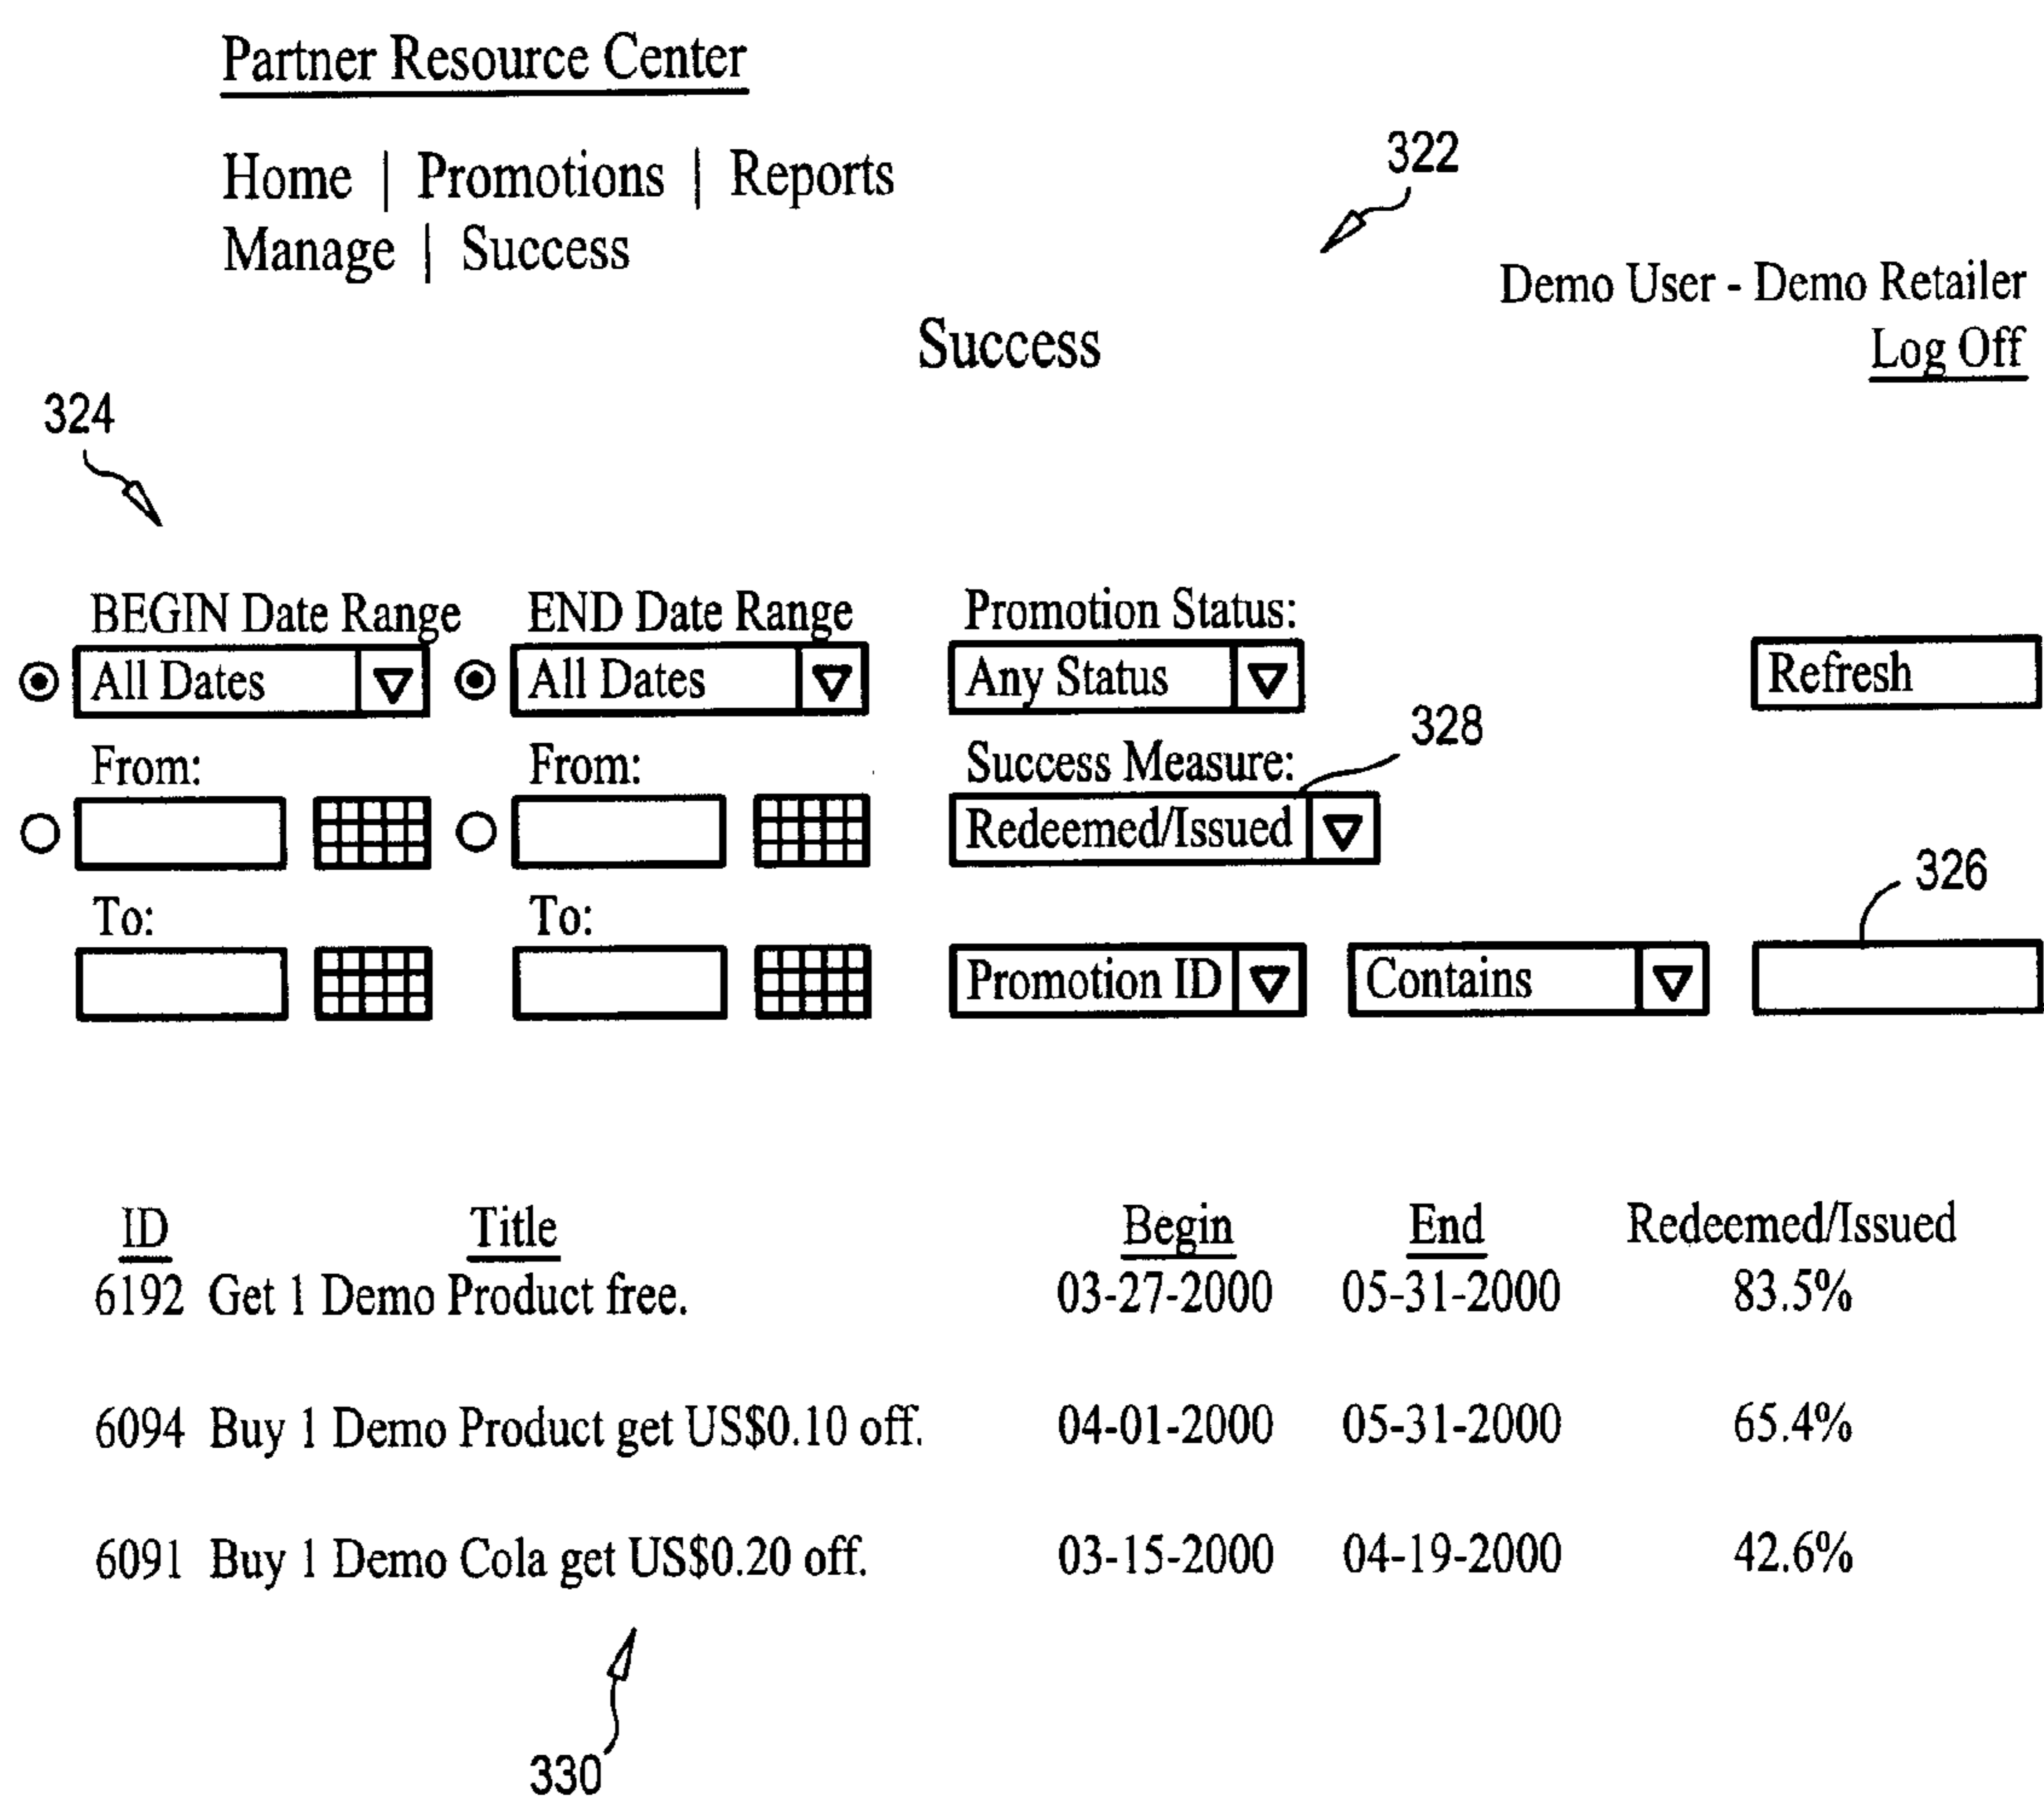 Partner Resource Center
Home | Promotions | Reports
322
Manage | Success
Demo User - Demo Retailer
Success
Log Off
324
BEGIN Date Range END Date Range Promotion Status:
All Dates All Dates Any Status Refresh
328
From: From: Success Measure:
Redeemed/Issued
326
To: To:
Promotion ID Contains
ID Title Begin End Redeemed/Issued
6192 Get 1 Demo Product free. 03-27-2000 05-31-2000 83.5%
6094 Buy 1 Demo Product get US$0.10 off. 04-01-2000 05-31-2000 65.4%
6091 Buy 1 Demo Cola get US$0.20 off. 03-15-2000 04-19-2000 42.6%
330